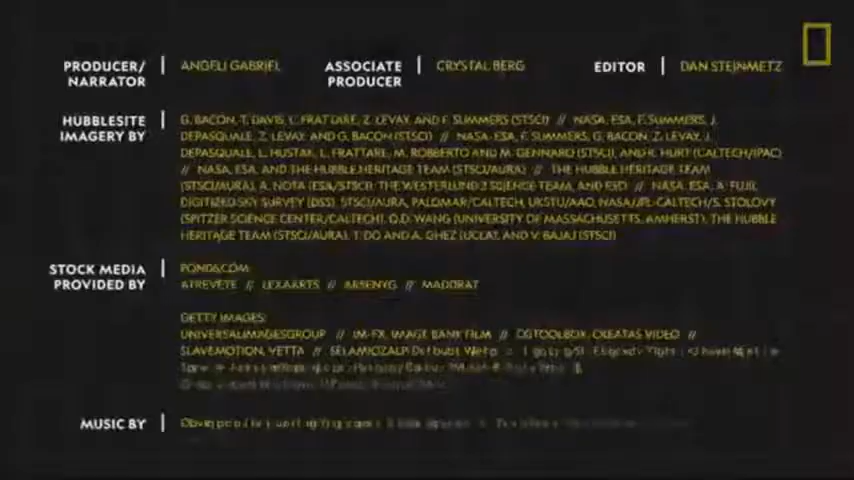 PRODUCER/ NARRATOR | ANGELI GABRIEL
ASSOCIATE PRODUCER | CRYSTAL BERG
EDITOR | DAN STEINMETZ
HUBBLESITE IMAGERY BY | G. BACON, T. DAVIS, L. FRATTARE, Z. LEVAY, AND F. SUMMERS (STSCI) // NASA, ESA, F. SUMMERS, J.
DEPASQUALE, Z. LEVAY, AND G. BACON (STSCI) // NASA, ESA, F. SUMMERS, G. BACON, Z. LEVAY, J.
DEPASQUALE, L. HUSTAK, L. FRATTARE, M. ROBBERTO AND M. GENNARO (STSCI), AND R. HURT (CALTECH/IPAC)
// NASA, ESA, AND THE HUBBLE HERITAGE TEAM (STSCI/AURA) // THE HUBBLE HERITAGE TEAM
(STSCI/AURA), A. NOTA (ESA/STSCI), THE WESTERLUND 2 SCIENCE TEAM, AND ESO // NASA, ESA, A. FUJII,
DIGITIZED SKY SURVEY (DSS), STSCI/AURA, PALOMAR/CALTECH, UKSTU/AAO, NASA/JPL-CALTECH/S. STOLOVY
(SPITZER SCIENCE CENTER/CALTECH), Q.D. WANG (UNIVERSITY OF MASSACHUSETTS, AMHERST), THE HUBBLE
HERITAGE TEAM (STSCI/AURA), T. DO AND A. GHEZ (UCLA), AND V. BAJAJ (STSCI)
STOCK MEDIA PROVIDED BY | POND5.COM:
ATREVETE // LEXAARTS // ARSENYG // MADORAT
GETTY IMAGES:
UNIVERSALIMAGESGROUP // IM-FX, IMAGE BANK FILM // CGTOOLBOX, CREATAS VIDEO //
SLAVEMOTION, VETTA //
MUSIC BY |